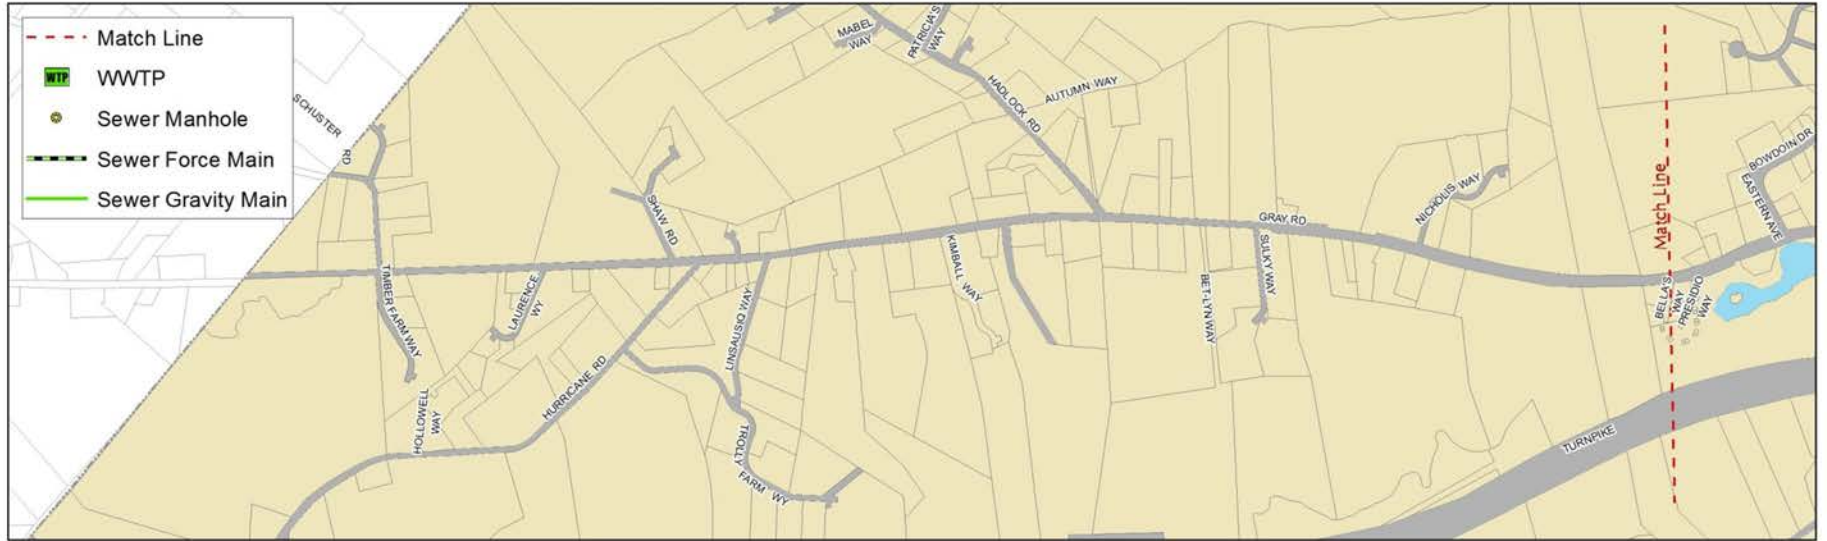 Match Line
WTP
WWTP
Sewer Manhole
Sewer Force Main
Sewer Gravity Main
SCHUSTER
RD
MABEL
WAY
PATRICIA'S
WAY
HADLOCK RD
AUTUMN WAY
SHAW RD
TIMBER FARM WAY
LAURENCE
WY
HOLLOWELL
WAY
HURRICANE RD
LINSAUSIQ WAY
TROLLY
FARM WY
KIMBALL WAY
GRAY RD
SULKY WAY
BET-LYN WAY
NICHOLIS WAY
Match Line
BELLA'S
WAY
PRESIDIO
WAY
EASTERN AVE
BOWDOIN DR
TURNPIKE